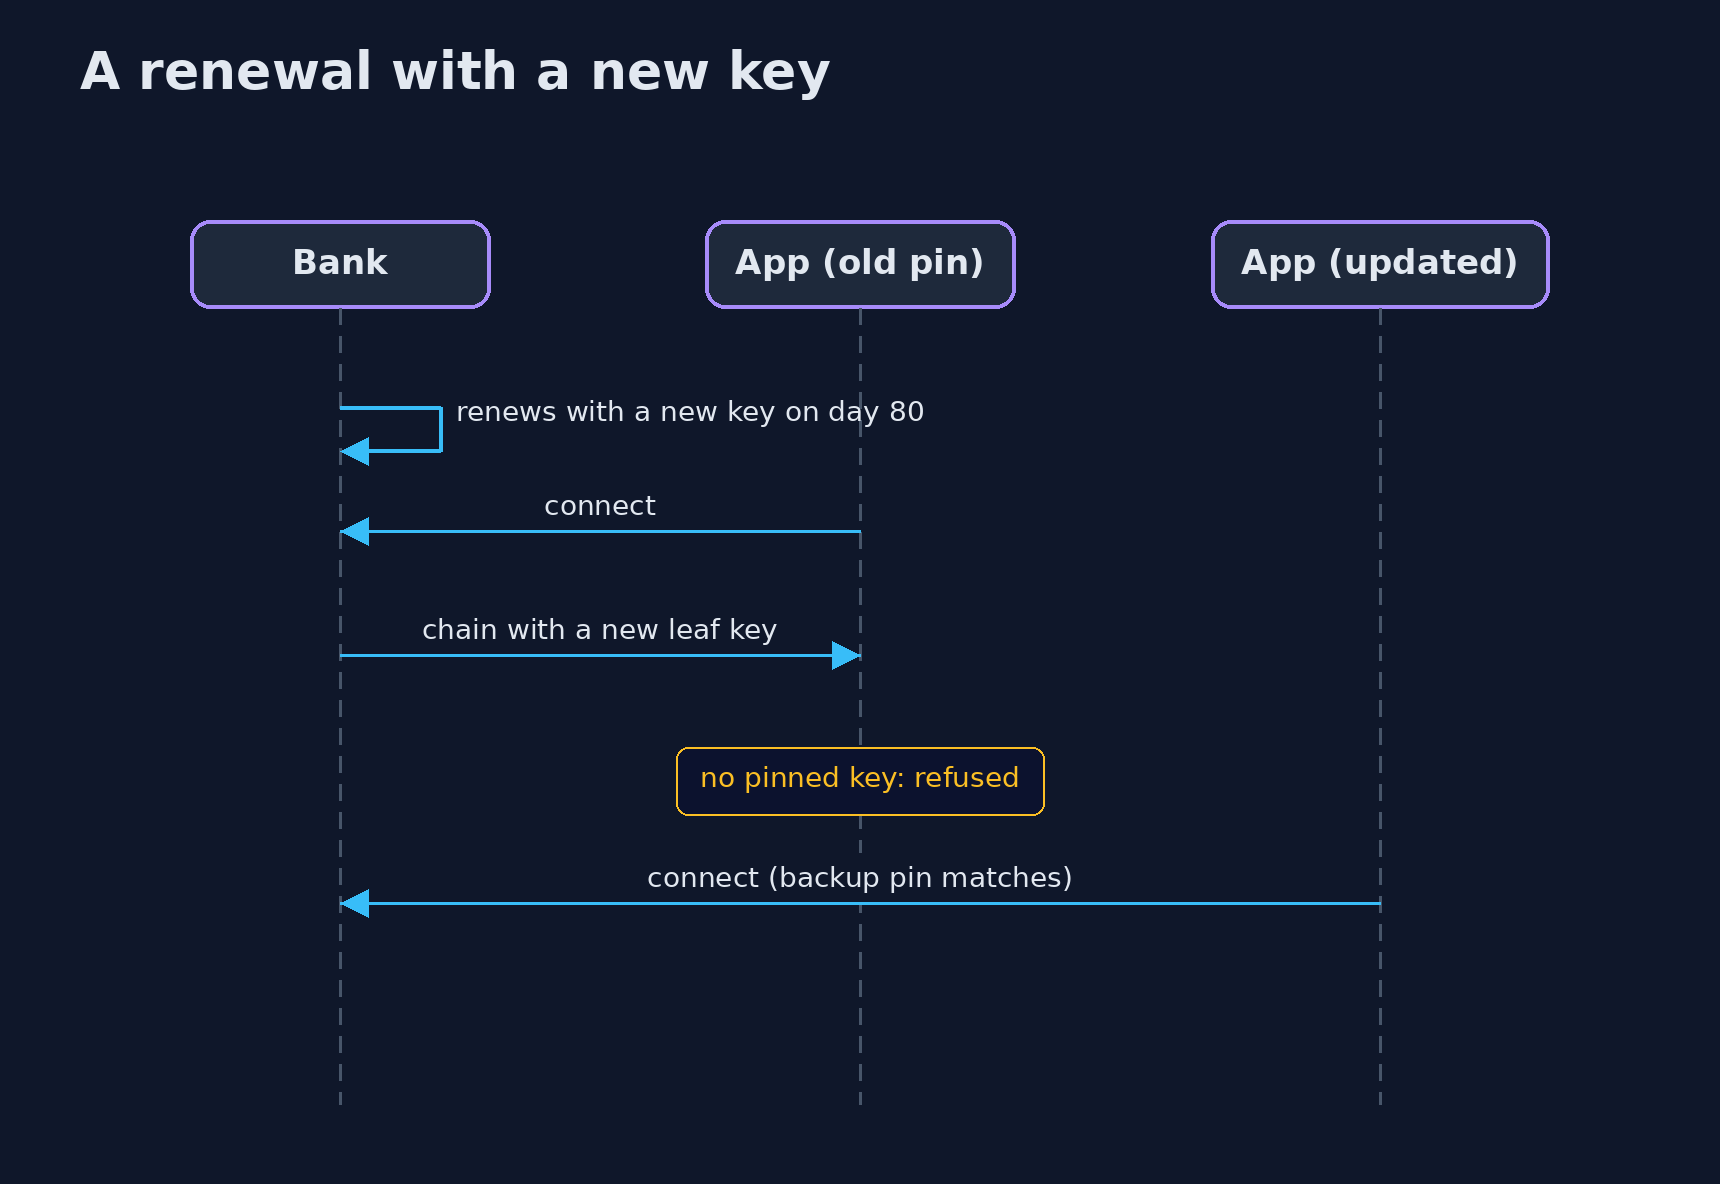 A renewal with a new key
Bank
App (old pin)
App (updated)
renews with a new key on day 80
connect
chain with a new leaf key
no pinned key: refused
connect (backup pin matches)